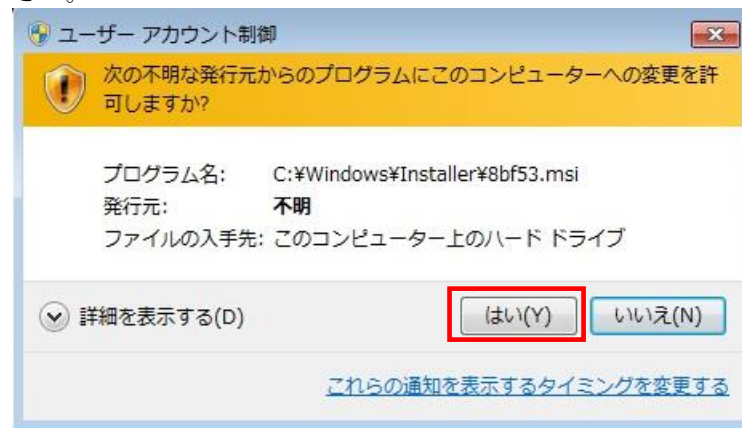 ユーザー アカウント制御
次の不明な発行元からのプログラムにこのコンピューターへの変更を許
可しますか?
プログラム名: C:¥Windows¥Installer¥8bf53.msi
発行元: 不明
ファイルの入手先: このコンピューター上のハード ドライブ
詳細を表示する(D) はい(Y) いいえ(N)
これらの通知を表示するタイミングを変更する